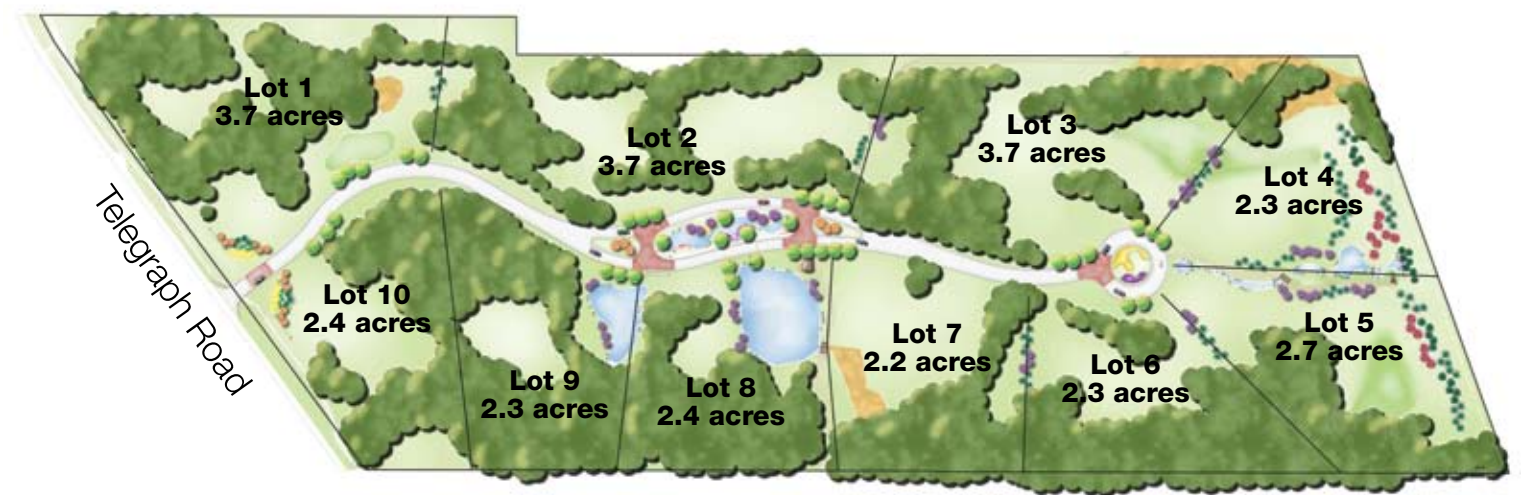 Lot 1
3.7 acres
Lot 2
3.7 acres
Lot 3
3.7 acres
Lot 4
2.3 acres
Telegraph Road
Lot 10
2.4 acres
Lot 9
2.3 acres
Lot 8
2.4 acres
Lot 7
2.2 acres
Lot 6
2.3 acres
Lot 5
2.7 acres